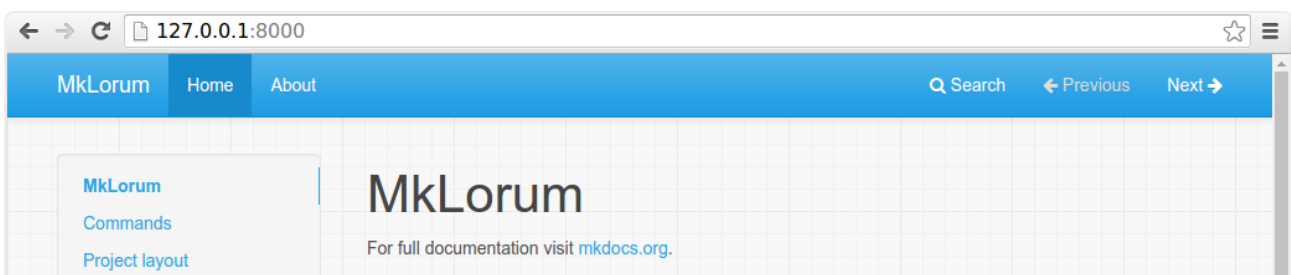 127.0.0.1:8000
MkLorum Home About Search Previous Next
MkLorum
Commands
Project layout
MkLorum
For full documentation visit mkdocs.org.